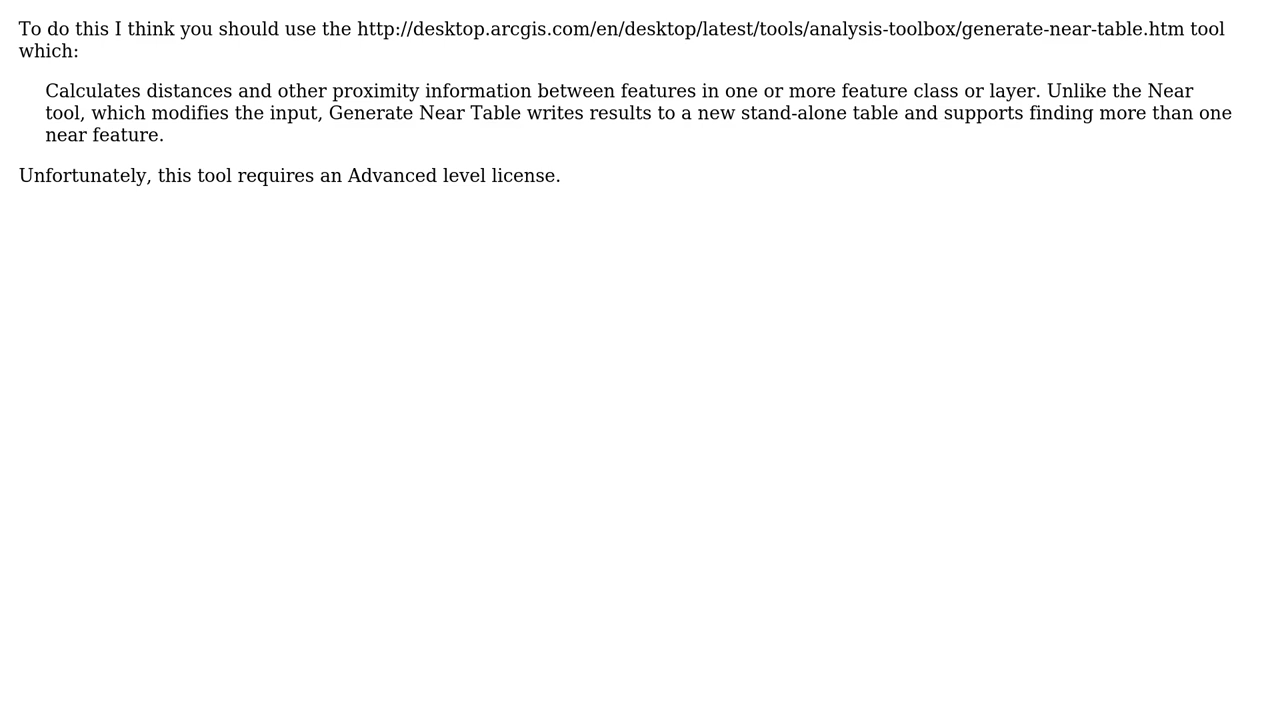 To do this I think you should use the http://desktop.arcgis.com/en/desktop/latest/tools/analysis-toolbox/generate-near-table.htm tool
which:
Calculates distances and other proximity information between features in one or more feature class or layer. Unlike the Near
tool, which modifies the input, Generate Near Table writes results to a new stand-alone table and supports finding more than one
near feature.
Unfortunately, this tool requires an Advanced level license.